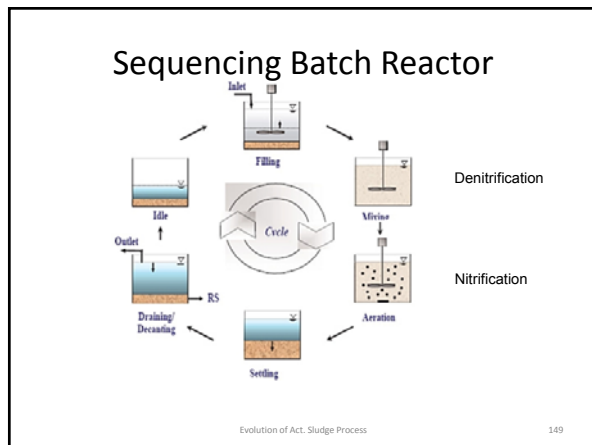 Sequencing Batch Reactor
Inlet
Filling
Denitrification
Mixing
Idle
Cycle
Outlet
Nitrification
RS
Draining/
Decanting
Aeration
Settling
Evolution of Act. Sludge Process
149